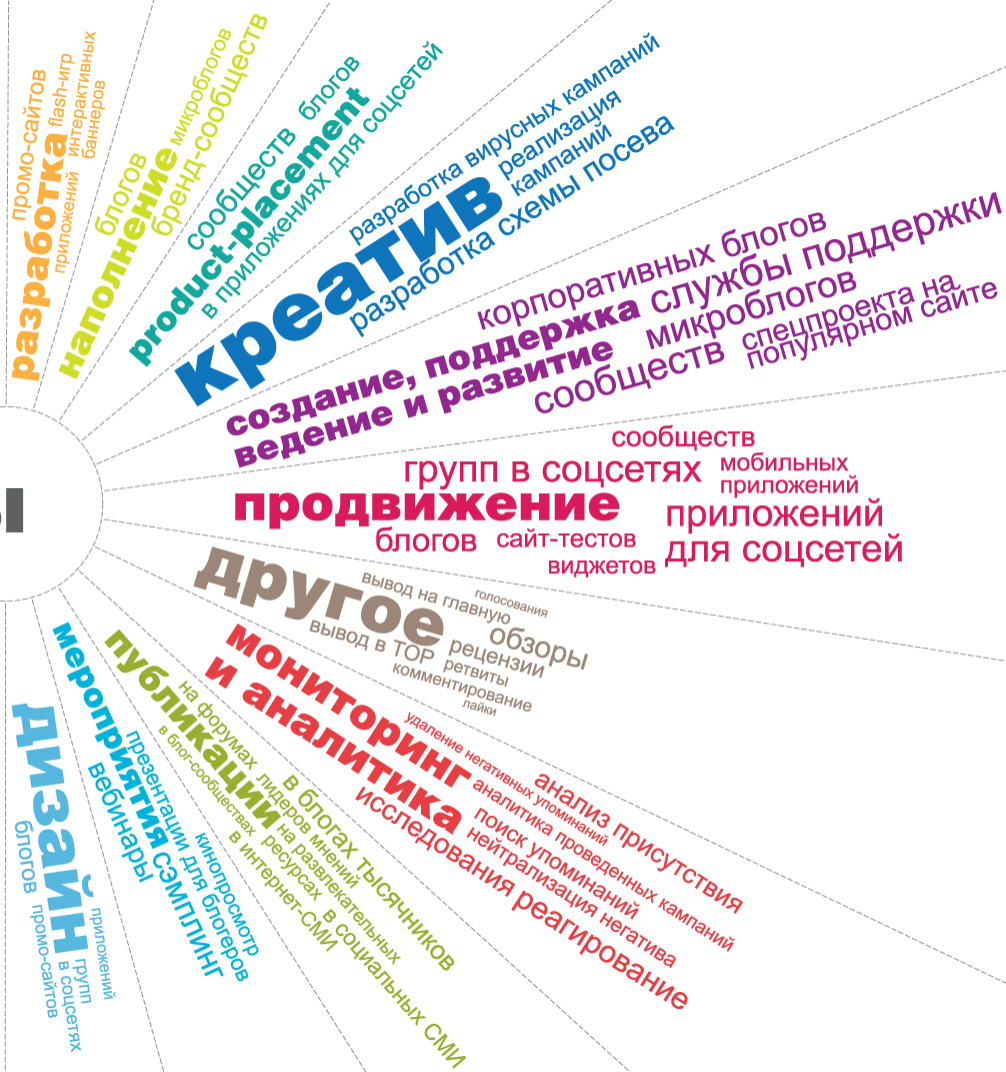 промо-сайтов
flash-игр
интерактивных
баннеров
разработка
приложений
микроблогов
блогов
бренд-сообществ
наполнение
сообществ
блогов
product-placement
в приложениях для соцсетей
разработка вирусных кампаний
реализация
кампаний
креатив
разработка схемы посева
корпоративных блогов
создание, поддержка службы поддержки
ведение и развитие
микроблогов
сообществ
спецпроекта на
популярном сайте
сообществ
групп в соцсетях
мобильных
приложений
продвижение
приложений
для соцсетей
блогов
сайт-тестов
виджетов
ы
другое
вывод на главную
голосования
обзоры
вывод в TOP
рецензии
ретвиты
комментирование
лайки
мониторинг
и аналитика
удаление негативных упоминаний
анализ присутствия
аналитика проведенных кампаний
поиск упоминаний
нейтрализация негатива
исследования
реагирование
публикации
на форумах
лидеров мнений
в блогах тысячников
в блог-сообществах
на развлекательных
ресурсах
в социальных СМИ
в интернет-СМИ
мероприятия
презентации для блогеров
кинопросмотр
вебинары
сэмплинг
дизайн
блогов
приложений
групп
в соцсетях
промо-сайтов